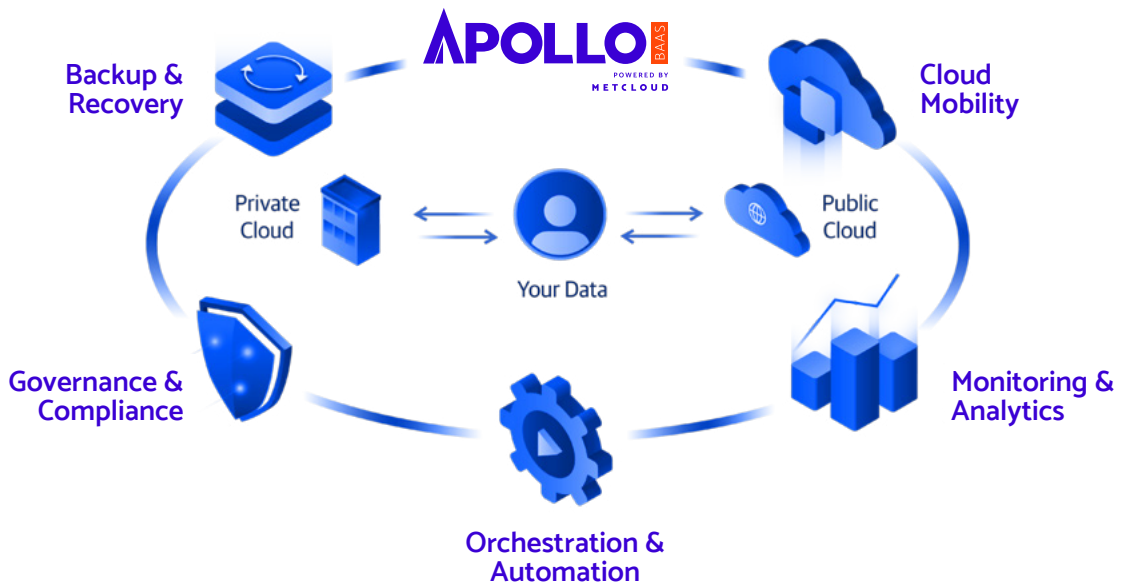 APOLLO
BAAS
POWERED BY
METCLOUD
Backup &
Recovery
Cloud
Mobility
Private
Cloud
Public
Cloud
Your Data
Governance &
Compliance
Monitoring &
Analytics
Orchestration &
Automation